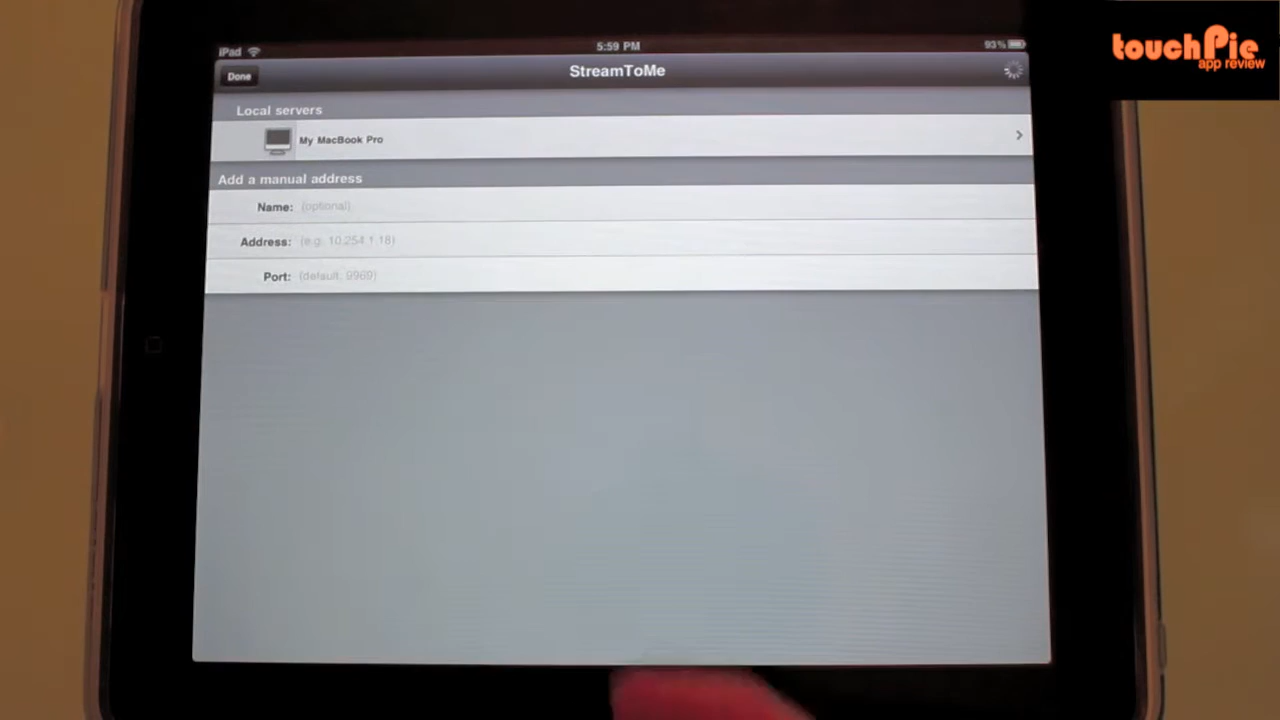 touchPie
app review
iPad
5:59 PM
93%
Done
StreamToMe
Local servers
My MacBook Pro
Add a manual address
Name: (optional)
Address: (e.g. 10.254.1.18)
Port: (default: 9969)